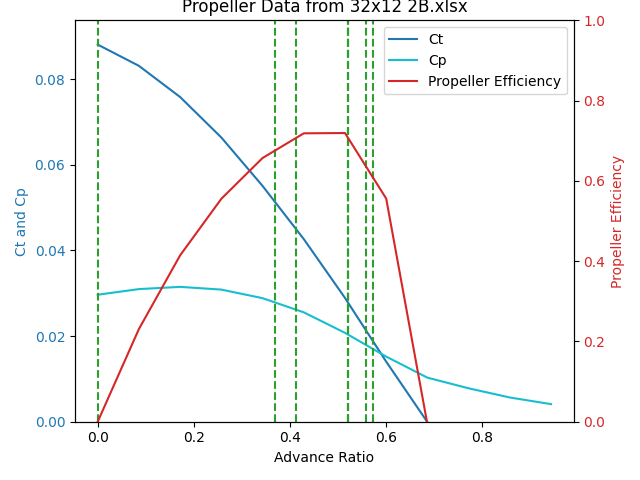 Propeller Data from 32x12 2B.xlsx
Ct
Cp
Propeller Efficiency
0.00
0.02
0.04
0.06
0.08
Ct and Cp
0.0
0.2
0.4
0.6
0.8
1.0
Propeller Efficiency
0.0 0.2 0.4 0.6 0.8
Advance Ratio